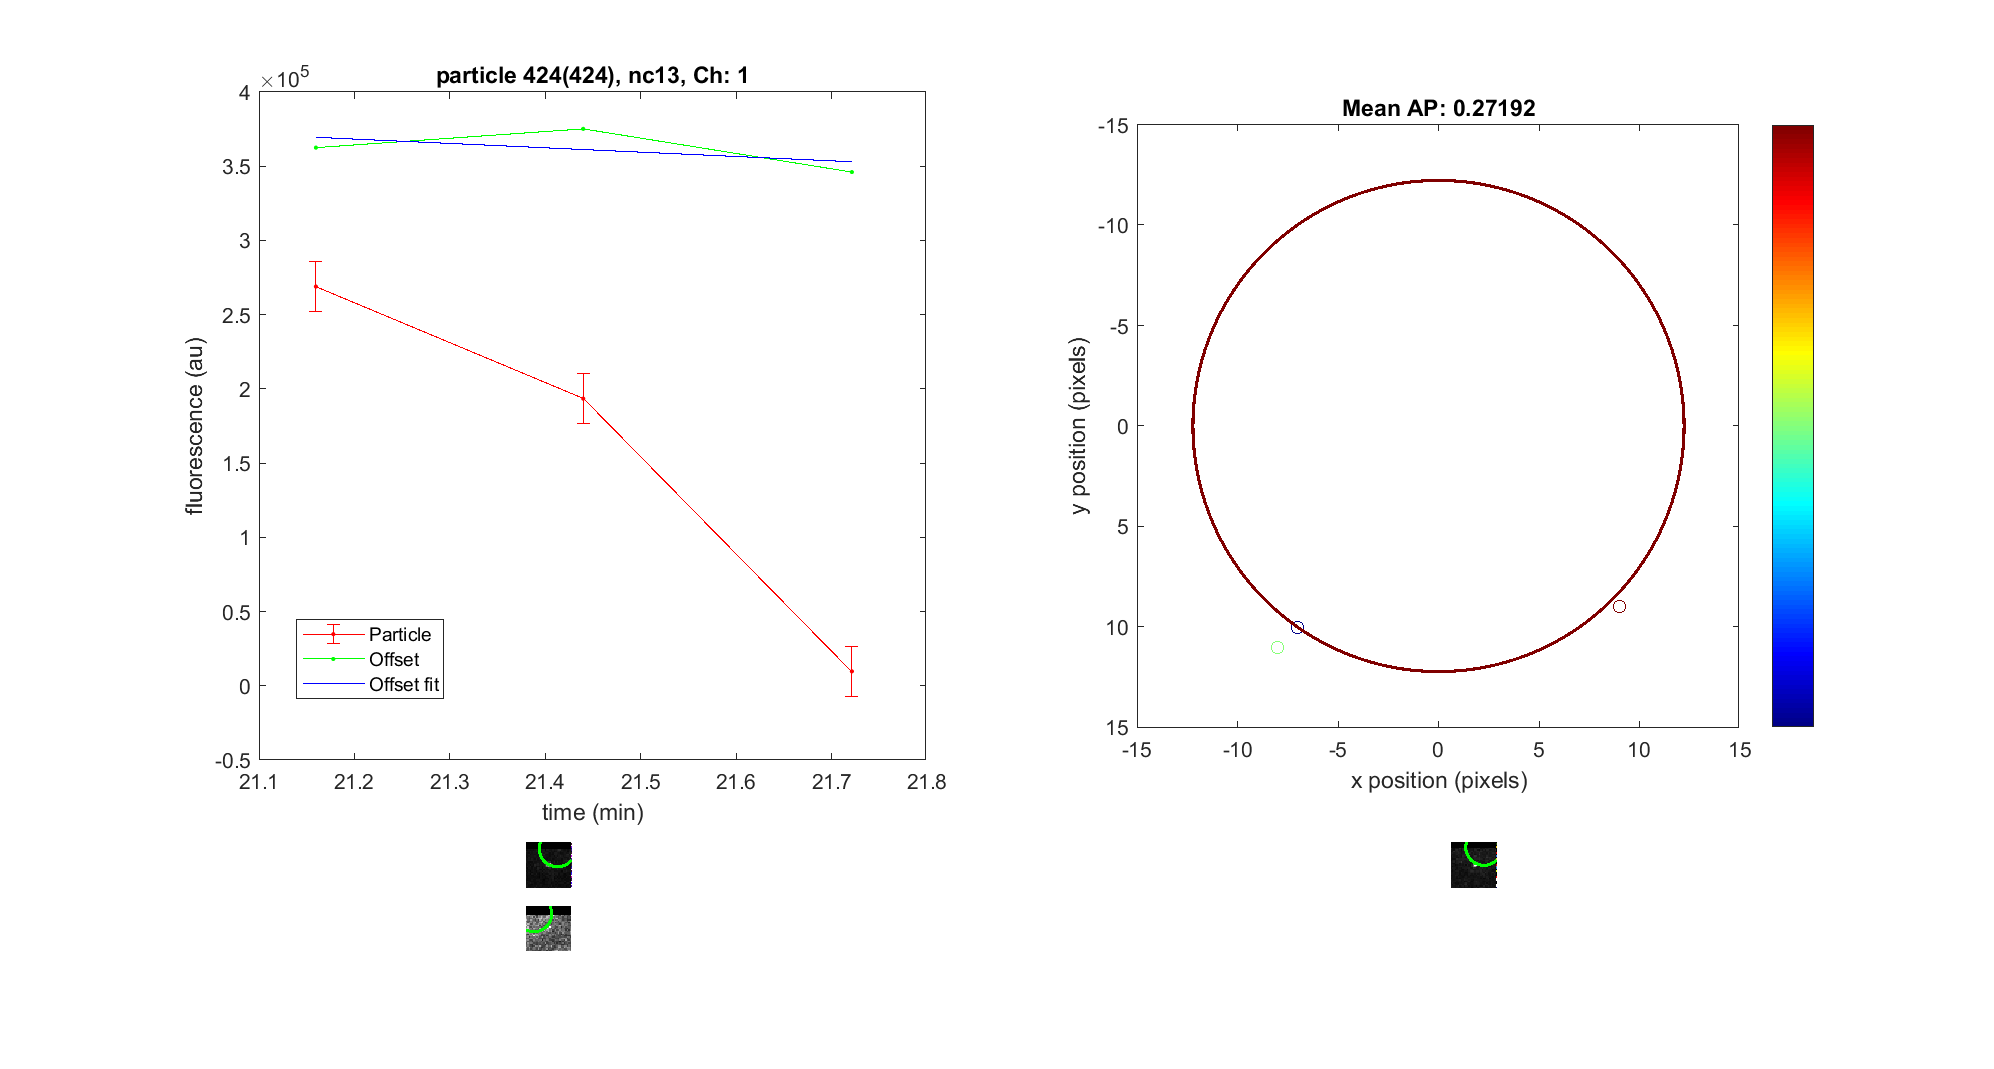 particle 424(424), nc13, Ch: 1
×10^5
4
3.5
3
2.5
2
1.5
1
0.5
0
-0.5
fluorescence (au)
Particle
Offset
Offset fit
21.1 21.2 21.3 21.4 21.5 21.6 21.7 21.8
time (min)
Mean AP: 0.27192
-15
-10
-5
0
5
10
15
y position (pixels)
-15 -10 -5 0 5 10 15
x position (pixels)